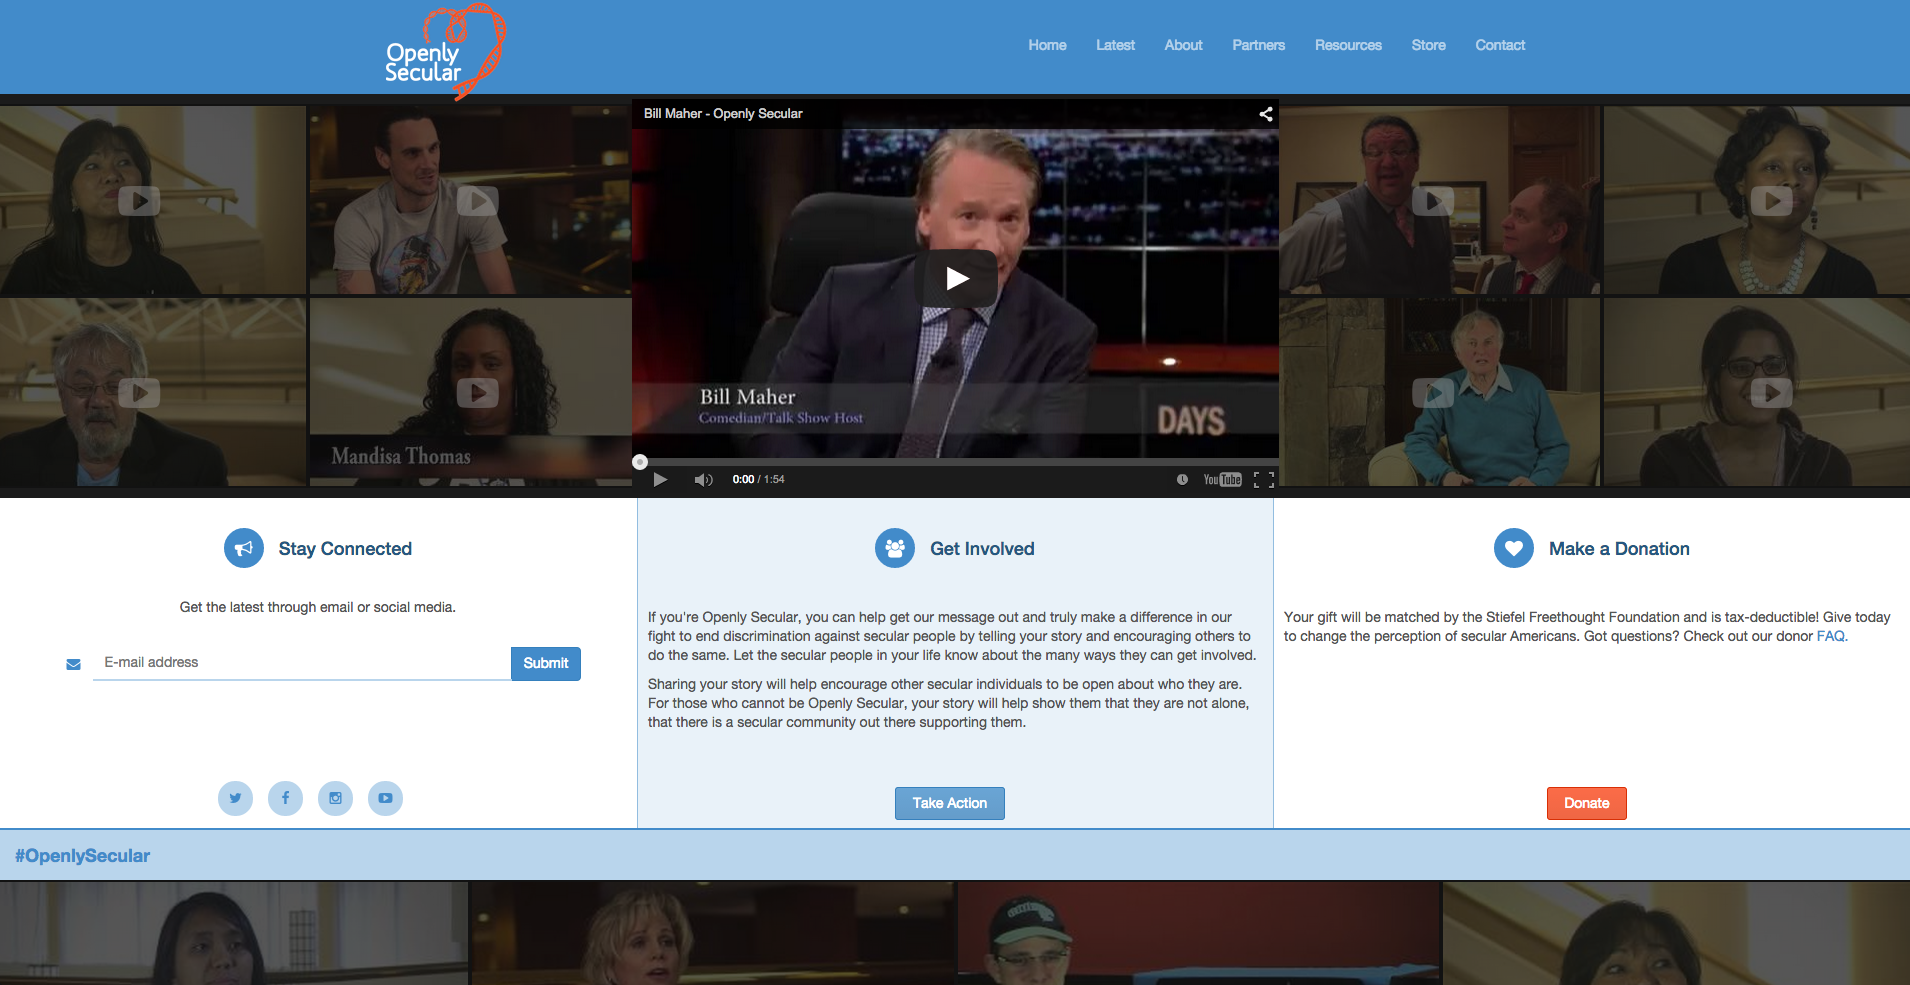 Openly
Secular
Home Latest About Partners Resources Store Contact
Bill Maher - Openly Secular
Bill Maher
Comedian/Talk Show Host
DAYS
Mandisa Thomas
0:00 / 1:54
YouTube
Stay Connected
Get the latest through email or social media.
E-mail address
Submit
Get Involved
If you're Openly Secular, you can help get our message out and truly make a difference in our
fight to end discrimination against secular people by telling your story and encouraging others to
do the same. Let the secular people in your life know about the many ways they can get involved.
Sharing your story will help encourage other secular individuals to be open about who they are.
For those who cannot be Openly Secular, your story will help show them that they are not alone,
that there is a secular community out there supporting them.
Take Action
Make a Donation
Your gift will be matched by the Stiefel Freethought Foundation and is tax-deductible! Give today
to change the perception of secular Americans. Got questions? Check out our donor FAQ.
Donate
#OpenlySecular